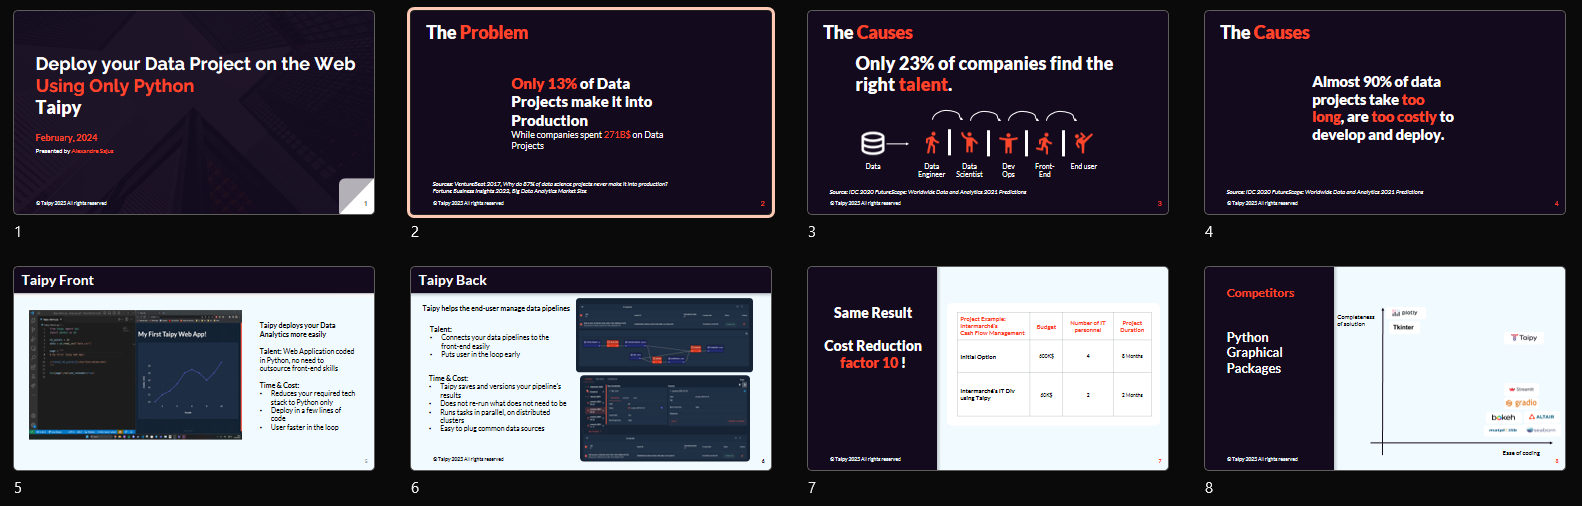 Deploy your Data Project on the Web
Using Only Python
Taipy
February, 2024
Presented by Alexandre Sajus
© Taipy 2023 All rights reserved
1
1
The Problem
Only 13% of Data
Projects make it into
Production
While companies spent 271B$ on Data
Projects
Sources: VentureBeat 2017, Why do 87% of data science projects never make it into production?
Fortune Business Insights 2022, Big Data Analytics Market Size
© Taipy 2023 All rights reserved
2
2
The Causes
Only 23% of companies find the
right talent.
Data
Data
Engineer
Data
Scientist
Dev
Ops
Front-
End
End user
Source: IDC 2020 FutureScape: Worldwide Data and Analytics 2021 Predictions
© Taipy 2023 All rights reserved
3
3
The Causes
Almost 90% of data
projects take too
long, are too costly to
develop and deploy.
Source: IDC 2020 FutureScape: Worldwide Data and Analytics 2021 Predictions
© Taipy 2023 All rights reserved
4
4
Taipy Front
My First Taipy Web App!
Taipy deploys your Data
Analytics more easily
Talent: Web Application coded
in Python, no need to
outsource front-end skills
Time & Cost:
• Reduces your required tech
stack to Python only
• Deploy in a few lines of
code
• User faster in the loop
5
5
Taipy Back
Taipy helps the end-user manage data pipelines
Talent:
• Connects your data pipelines to the
front-end easily
• Puts user in the loop early
Time & Cost:
• Taipy saves and versions your pipeline's
results
• Does not re-run what does not need to be
• Runs tasks in parallel, on distributed
clusters
• Easy to plug common data sources
© Taipy 2023 All rights reserved
6
6
Same Result
Cost Reduction
factor 10 !
Project Example:
Intermarché's
Cash Flow Management
Budget
Number of IT
personnel
Project
Duration
Initial Option
600K$
4
8 Months
Intermarché's IT Div
using Taipy
60K$
2
2 Months
© Taipy 2023 All rights reserved
7
7
Competitors
Python
Graphical
Packages
Completeness
of solution
plotly
Tkinter
Taipy
Streamlit
gradio
bokeh
ALTAIR
matplotlib
seaborn
Ease of coding
© Taipy 2023 All rights reserved
8
8